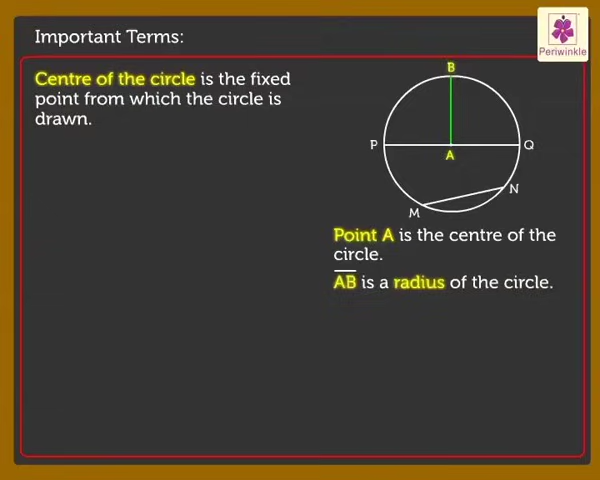 Important Terms:
Periwinkle
Centre of the circle is the fixed
point from which the circle is
drawn.
B
P
Q
A
N
M
Point A is the centre of the
circle.
AB is a radius of the circle.